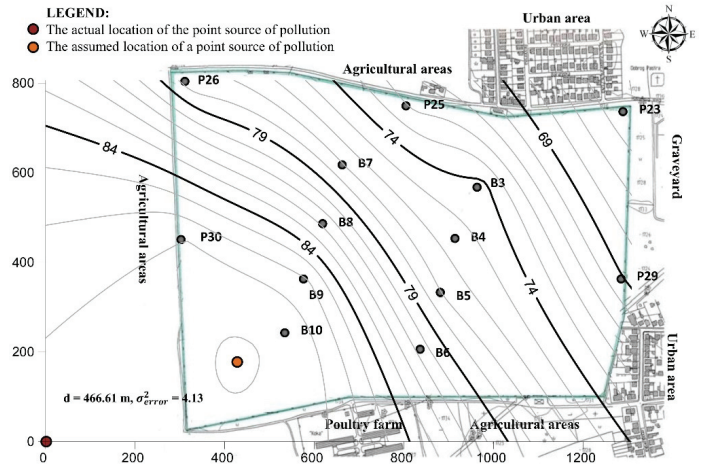 LEGEND:
The actual location of the point source of pollution
The assumed location of a point source of pollution
Urban area
N
W
E
S
Agricultural areas
800
P26
P25
P23
84
79
74
69
Graveyard
600
B7
B3
Agricultural areas
P30
B8
B4
400
84
B9
79
B5
74
P29
B10
200
B6
Urban area
d = 466.61 m, σ²error = 4.13
Poultry farm
Agricultural areas
0
0
200
400
600
800
1000
1200